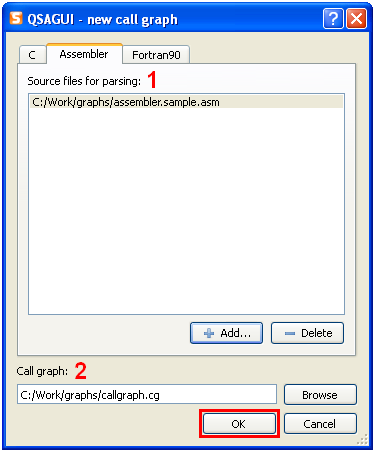 S QSAGUI - new call graph ?
C Assembler Fortran90
Source files for parsing: 1
C:/Work/graphs/assembler.sample.asm
Add... Delete
Call graph: 2
C:/Work/graphs/callgraph.cg Browse
OK Cancel